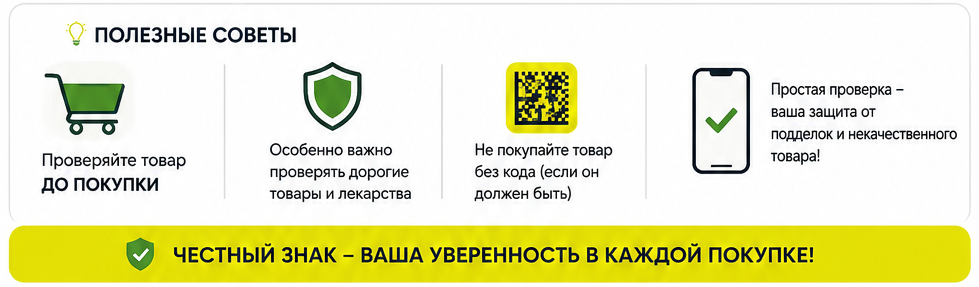 ПОЛЕЗНЫЕ СОВЕТЫ
Проверяйте товар
ДО ПОКУПКИ
Особенно важно
проверять дорогие
товары и лекарства
Не покупайте товар
без кода (если он
должен быть)
Простая проверка –
ваша защита от
подделок и некачественного
товара!
ЧЕСТНЫЙ ЗНАК – ВАША УВЕРЕННОСТЬ В КАЖДОЙ ПОКУПКЕ!